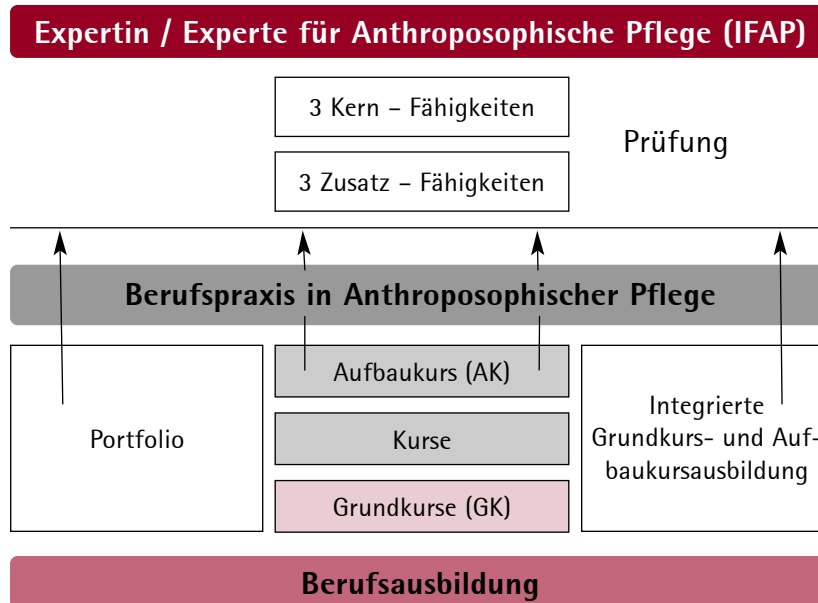 Expertin / Experte für Anthroposophische Pflege (IFAP)
3 Kern – Fähigkeiten
Prüfung
3 Zusatz – Fähigkeiten
Berufspraxis in Anthroposophischer Pflege
Portfolio
Aufbaukurs (AK)
Kurse
Grundkurse (GK)
Integrierte
Grundkurs- und Auf-
baukursausbildung
Berufsausbildung